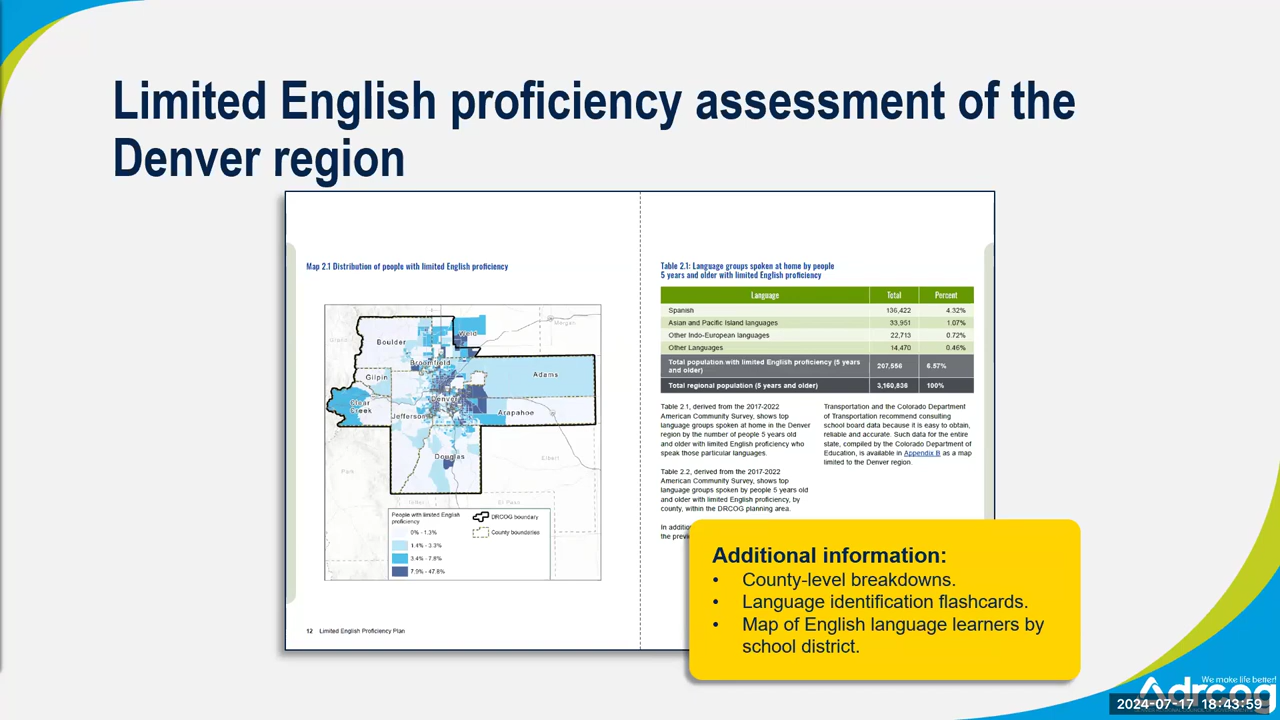 Limited English proficiency assessment of the
Denver region
Map 2.1 Distribution of people with limited English proficiency
Boulder
Weld
Morgan
Broomfield
Gilpin
Adams
Clear
Creek
Denver
Jefferson
Arapahoe
Douglas
Elbert
Park
El Paso
People with limited English
proficiency
0% - 1.3%
1.4% - 3.3%
3.4% - 7.8%
7.9% - 47.8%
DRCOG boundary
County boundaries
12 Limited English Proficiency Plan
Table 2.1: Language groups spoken at home by people
5 years and older with limited English proficiency
Language Total Percent
Spanish 136,422 4.32%
Asian and Pacific Island languages 33,951 1.07%
Other Indo-European languages 22,713 0.72%
Other Languages 14,470 0.46%
Total population with limited English proficiency (5 years
and older) 207,556 6.57%
Total regional population (5 years and older) 3,160,836 100%
Table 2.1, derived from the 2017-2022
American Community Survey, shows top
language groups spoken at home in the Denver
region by the number of people 5 years old
and older with limited English proficiency who
speak those particular languages.
Table 2.2, derived from the 2017-2022
American Community Survey, shows top
language groups spoken by people 5 years old
and older with limited English proficiency, by
county, within the DRCOG planning area.
In additio
the previ
Transportation and the Colorado Department
of Transportation recommend consulting
school board data because it is easy to obtain,
reliable and accurate. Such data for the entire
state, compiled by the Colorado Department of
Education, is available in Appendix B as a map
limited to the Denver region.
Additional information:
• County-level breakdowns.
• Language identification flashcards.
• Map of English language learners by
school district.
We make life better!
drcog
2024-07-17 18:43:59